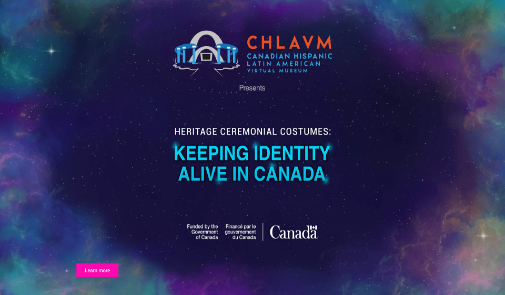 CHLAVM
CANADIAN HISPANIC
LATIN AMERICAN
VIRTUAL MUSEUM
Presents
HERITAGE CEREMONIAL COSTUMES:
KEEPING IDENTITY
ALIVE IN CANADA
Funded by the
Government
of Canada
Financé par le
gouvernement
du Canada
Canada
Learn more